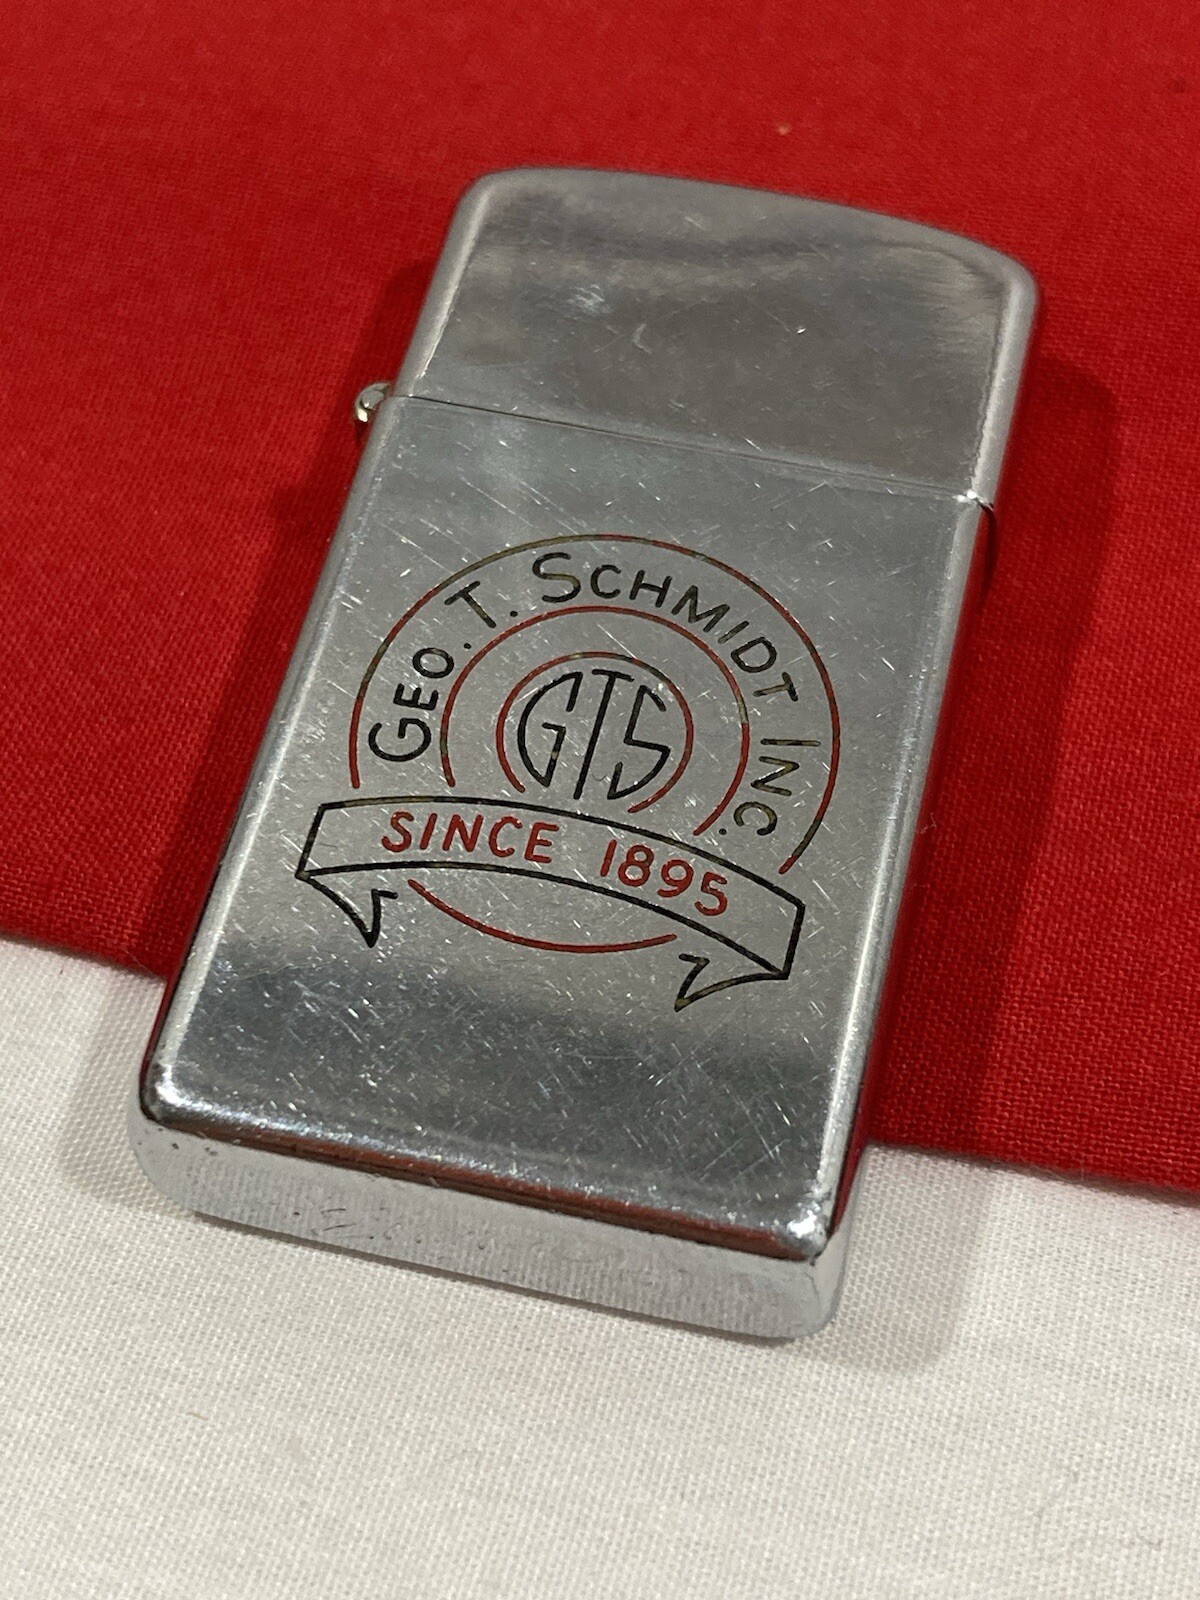 GEO. T. SCHMIDT INC.
GTS
SINCE 1895